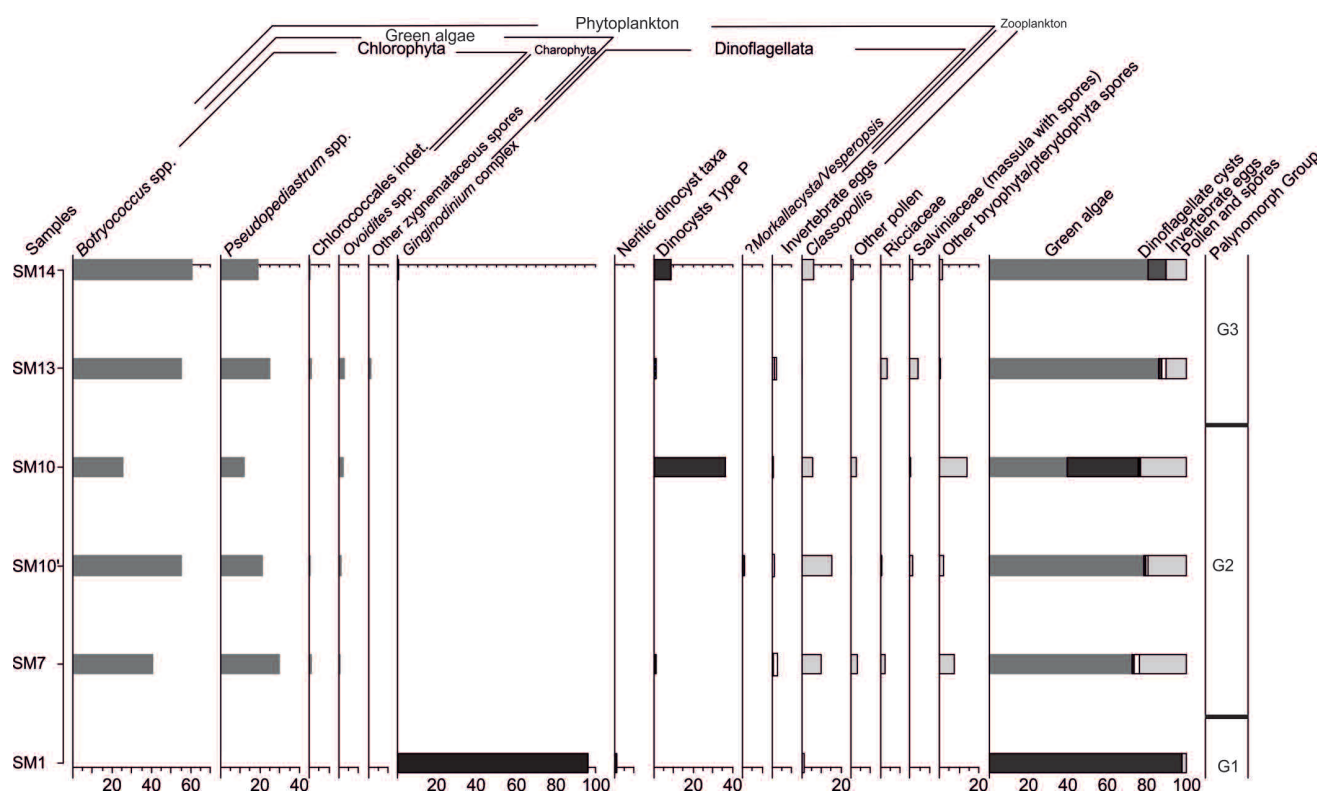 Phytoplankton
Zooplankton
Green algae
Chlorophyta
Charophyta
Dinoflagellata
Samples
Botryococcus spp.
Pseudopediastrum spp.
Chlorococcales indet.
Ovoidites spp.
Other zygnemataceous spores
Ginginodinium complex
Neritic dinocyst taxa
Dinocysts Type P
?Morkallacysta/Vesperopsis
Invertebrate eggs
Classopollis
Other pollen
Ricciaceae
Salviniaceae (massula with spores)
Other bryophyta/pterydophyta spores
Green algae
Dinoflagellate cysts
Invertebrate eggs
Pollen and spores
Palynomorph Group
SM14
G3
SM13
SM10
SM10'
G2
SM7
SM1
G1
20 40 60 20 40 20 40 60 80 100 20 40 20 20 20 40 60 80 100